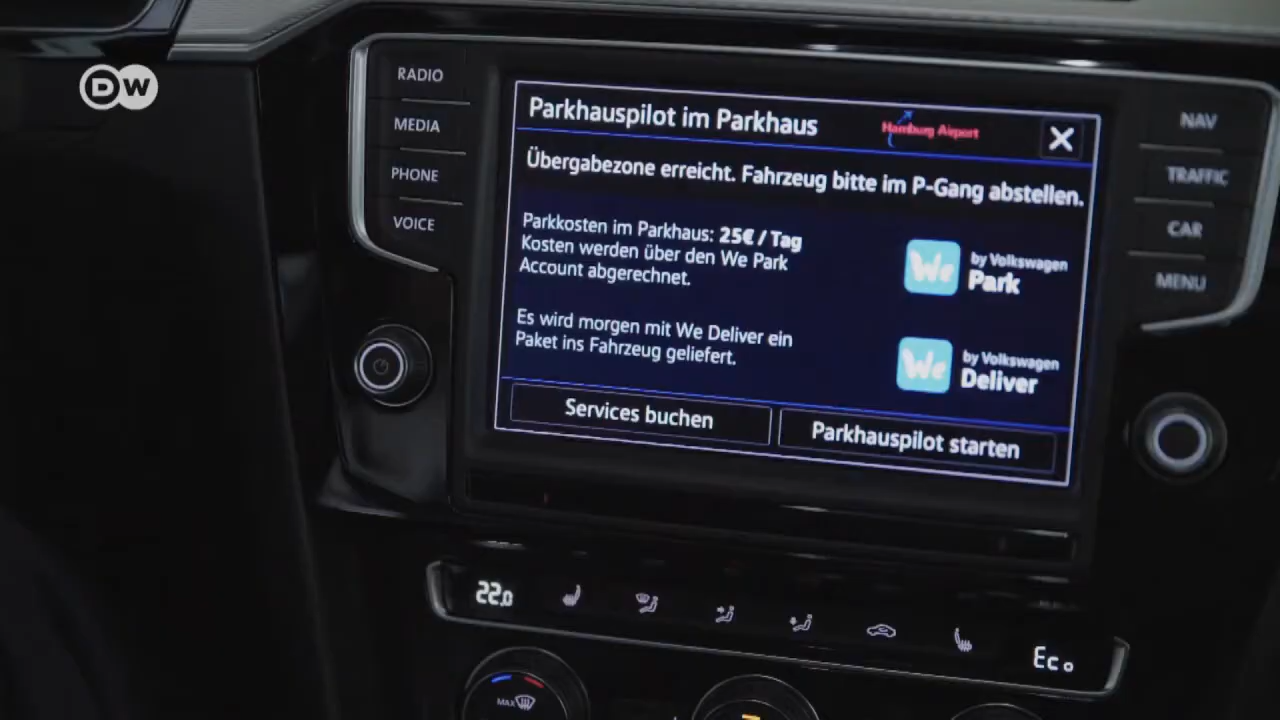 DW
RADIO
MEDIA
PHONE
VOICE
Parkhauspilot im Parkhaus
Hamburg Airport
X
Übergabezone erreicht. Fahrzeug bitte im P-Gang abstellen.
Parkkosten im Parkhaus: 25€ / Tag
Kosten werden über den We Park
Account abgerechnet.
We by Volkswagen
Park
Es wird morgen mit We Deliver ein
Paket ins Fahrzeug geliefert.
We by Volkswagen
Deliver
Services buchen
Parkhauspilot starten
NAV
TRAFFIC
CAR
MENU
22.0
Eco
MAX